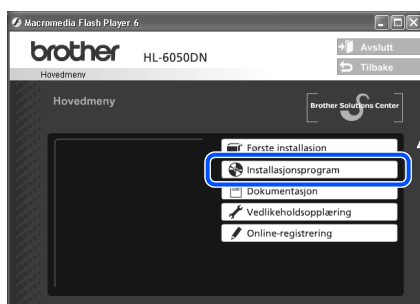 Macromedia Flash Player 6
brother
HL-6050DN
Avslutt
Tilbake
Hovedmeny
Hovedmeny
Brother Solutions Center
Første installasion
Installasjonsprogram
Dokumentasjon
Vedlikeholdsopplæring
Online-registrering